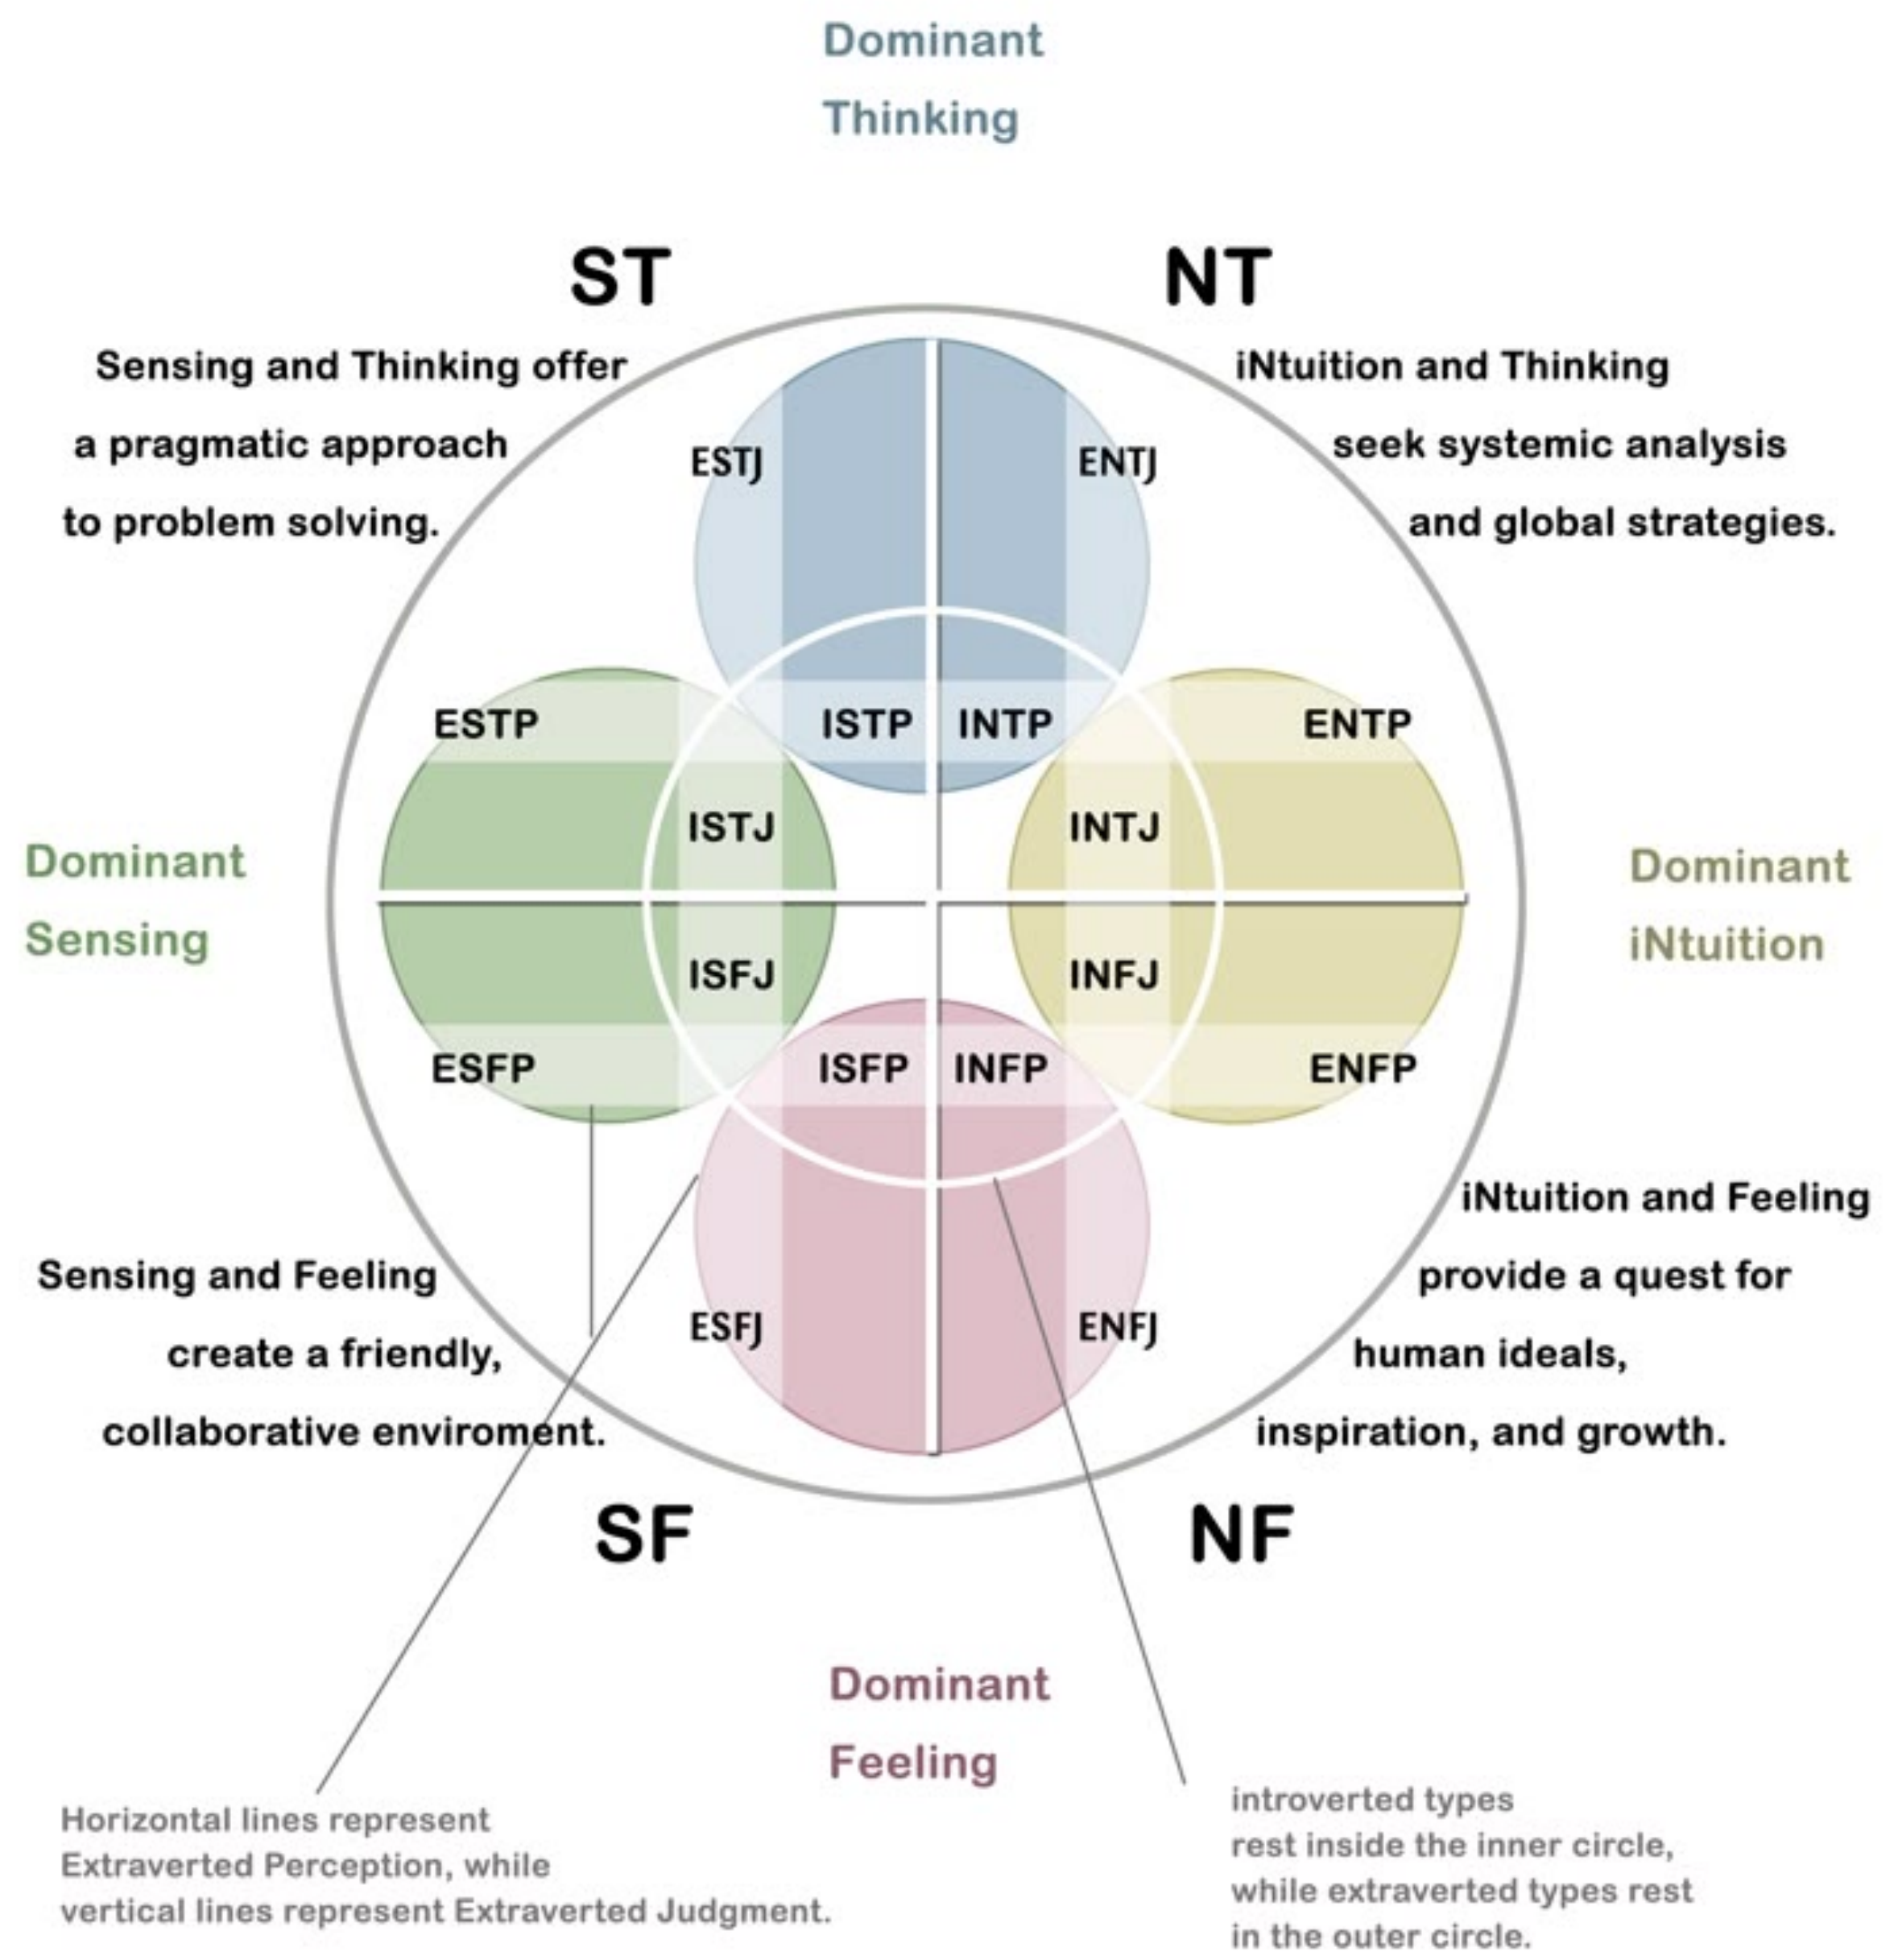 Dominant
Thinking
ST
NT
Sensing and Thinking offer
a pragmatic approach
to problem solving.
iNtuition and Thinking
seek systemic analysis
and global strategies.
ESTJ
ENTJ
ESTP
ISTP
INTP
ENTP
ISTJ
INTJ
Dominant
Sensing
Dominant
iNtuition
ISFJ
INFJ
ESFP
ISFP
INFP
ENFP
ESFJ
ENFJ
Sensing and Feeling
create a friendly,
collaborative enviroment.
iNtuition and Feeling
provide a quest for
human ideals,
inspiration, and growth.
SF
NF
Dominant
Feeling
Horizontal lines represent
Extraverted Perception, while
vertical lines represent Extraverted Judgment.
introverted types
rest inside the inner circle,
while extraverted types rest
in the outer circle.